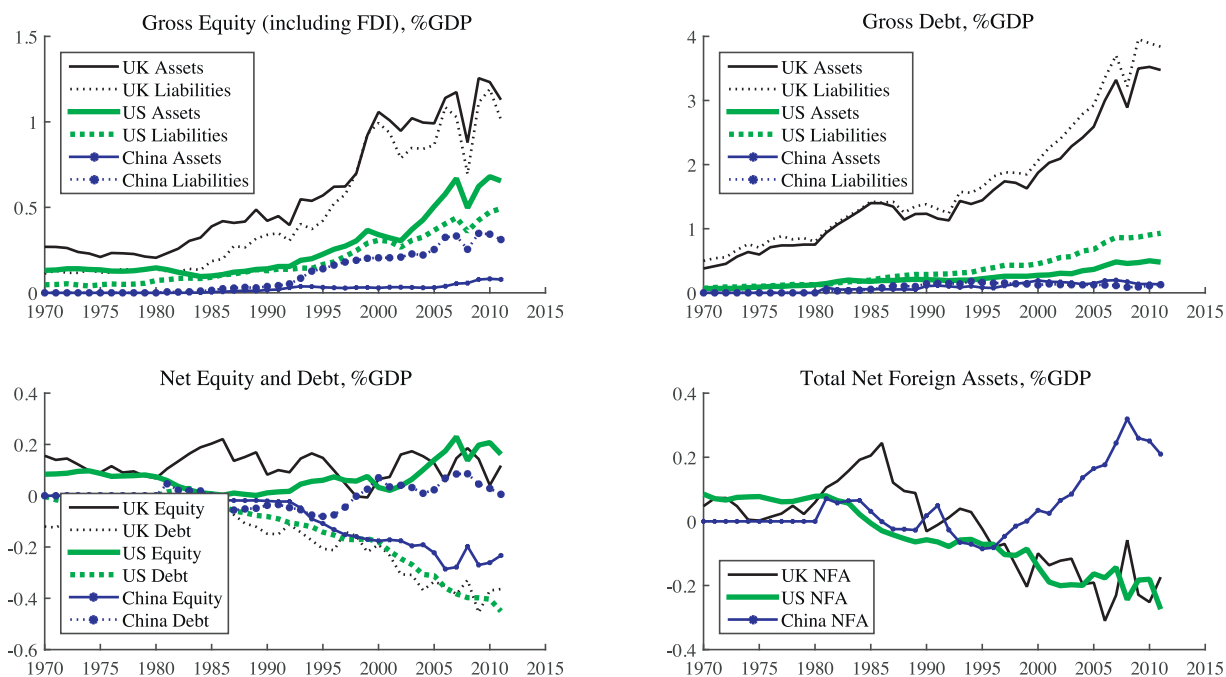 Gross Equity (including FDI), %GDP
1
0.5
0
UK Assets
UK Liabilities
US Assets
US Liabilities
China Assets
China Liabilities
1970 1975 1980 1985 1990 1995 2000 2005 2010 2015
Gross Debt, %GDP
4
3
2
1
0
UK Assets
UK Liabilities
US Assets
US Liabilities
China Assets
China Liabilities
1970 1975 1980 1985 1990 1995 2000 2005 2010 2015
Net Equity and Debt, %GDP
0.4
0.2
0
-0.2
-0.4
-0.6
UK Equity
UK Debt
US Equity
US Debt
China Equity
China Debt
1970 1975 1980 1985 1990 1995 2000 2005 2010 2015
Total Net Foreign Assets, %GDP
0.4
0.2
0
-0.2
-0.4
UK NFA
US NFA
China NFA
1970 1975 1980 1985 1990 1995 2000 2005 2010 2015